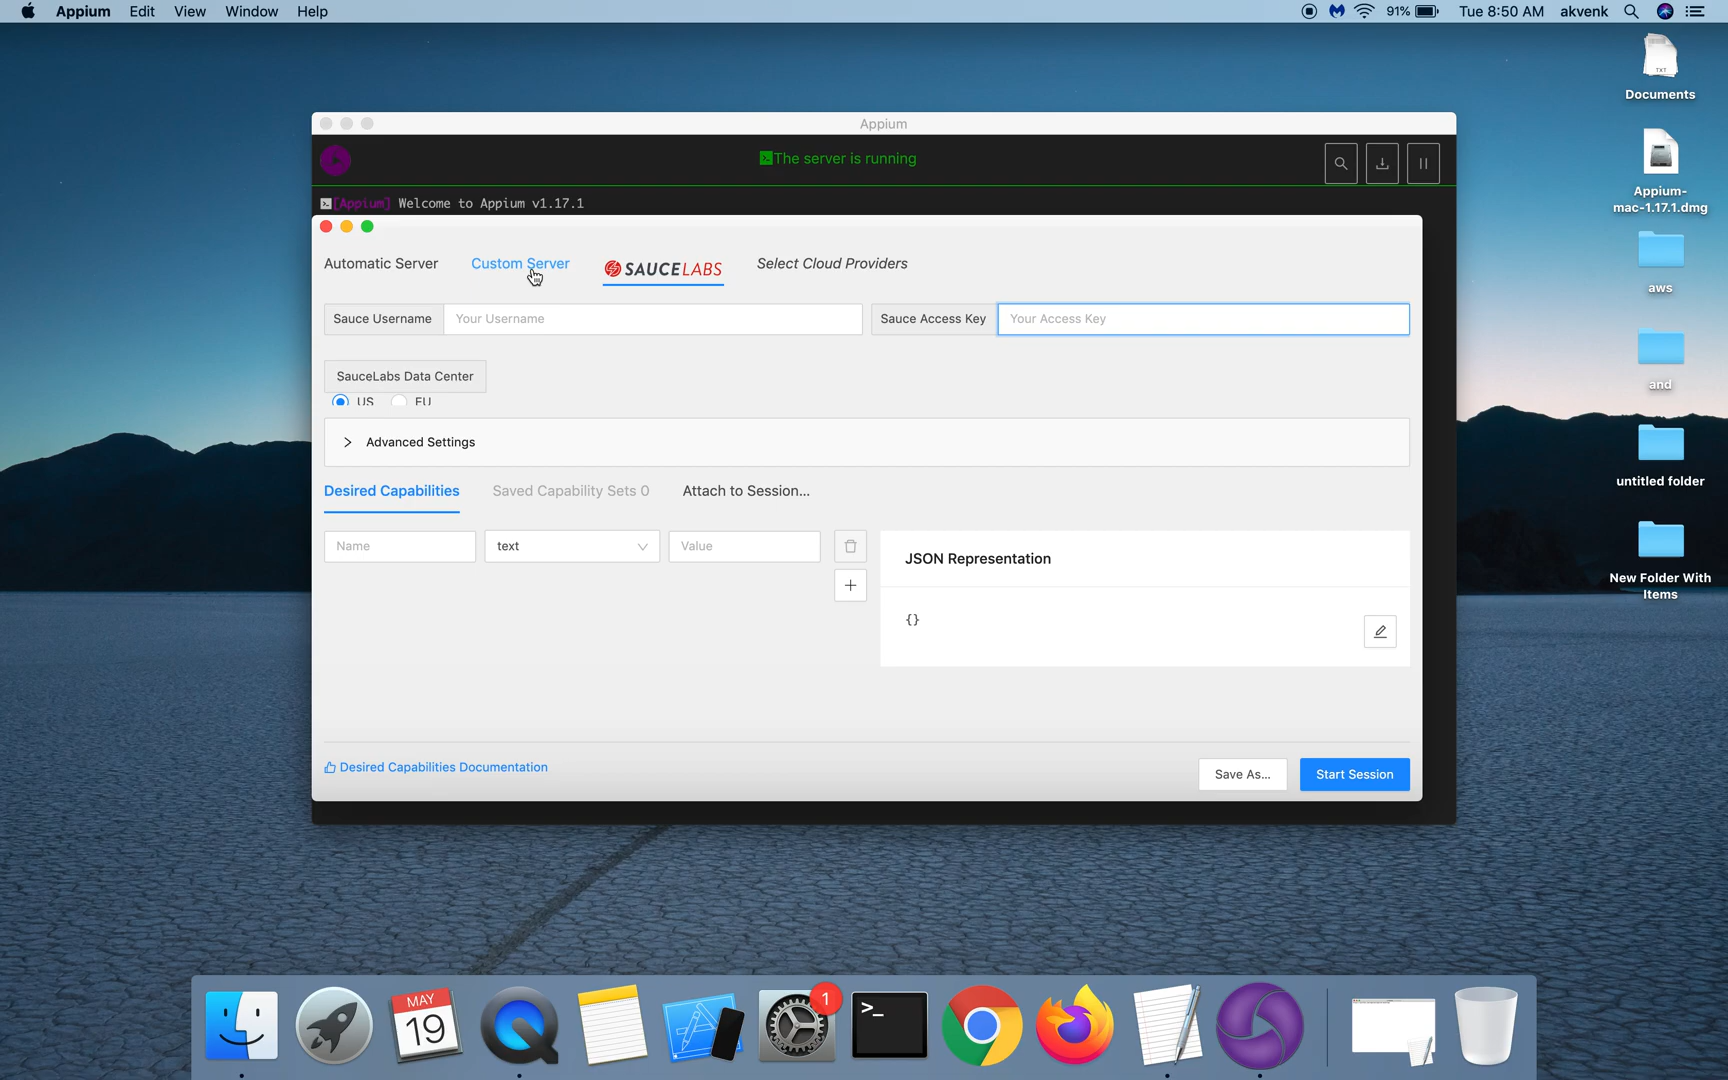 Appium Edit View Window Help
91% Tue 8:50 AM akvenk
TXT
Documents
Appium-
mac-1.17.1.dmg
aws
and
untitled folder
New Folder With
Items
Appium
The server is running
[Appium] Welcome to Appium v1.17.1
Automatic Server Custom Server SAUCELABS Select Cloud Providers
Sauce Username Your Username Sauce Access Key Your Access Key
SauceLabs Data Center
US EU
Advanced Settings
Desired Capabilities Saved Capability Sets 0 Attach to Session...
Name text Value
JSON Representation
{}
Desired Capabilities Documentation
Save As... Start Session
MAY
19
1
>_